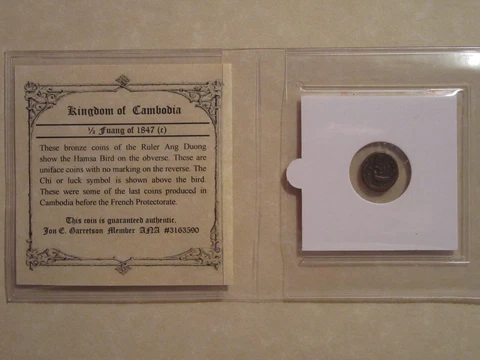 Kingdom of Cambodia
⅛ Fuang of 1847 (c)
These bronze coins of the Ruler Ang Duong
show the Hamsa Bird on the obverse. These are
uniface coins with no marking on the reverse. The
Chi or luck symbol is shown above the bird.
These were some of the last coins produced in
Cambodia before the French Protectorate.
This coin is guaranteed authentic.
Jon E. Garretson Member ANA #3163590